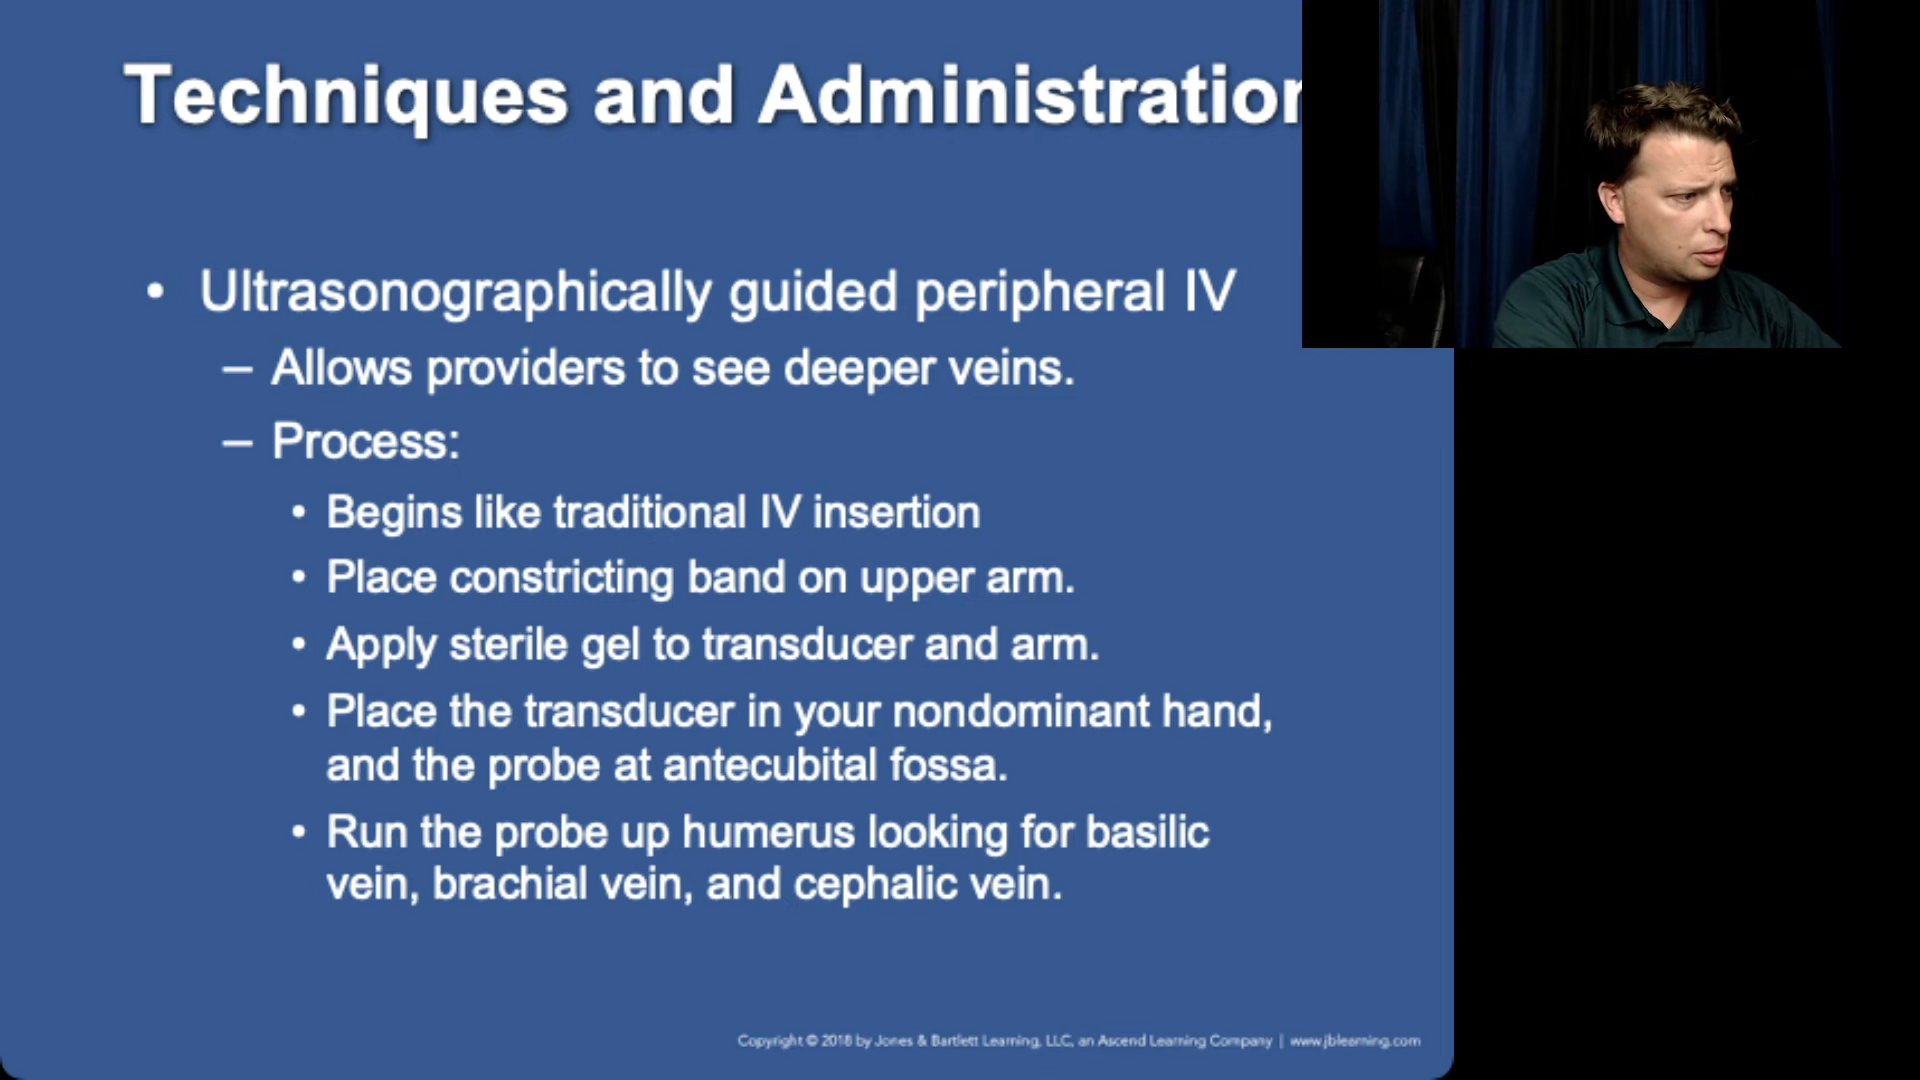 Techniques and Administration
• Ultrasonographically guided peripheral IV
– Allows providers to see deeper veins.
– Process:
• Begins like traditional IV insertion
• Place constricting band on upper arm.
• Apply sterile gel to transducer and arm.
• Place the transducer in your nondominant hand,
and the probe at antecubital fossa.
• Run the probe up humerus looking for basilic
vein, brachial vein, and cephalic vein.
Copyright © 2018 by Jones & Bartlett Learning, LLC, an Ascend Learning Company | www.jblearning.com